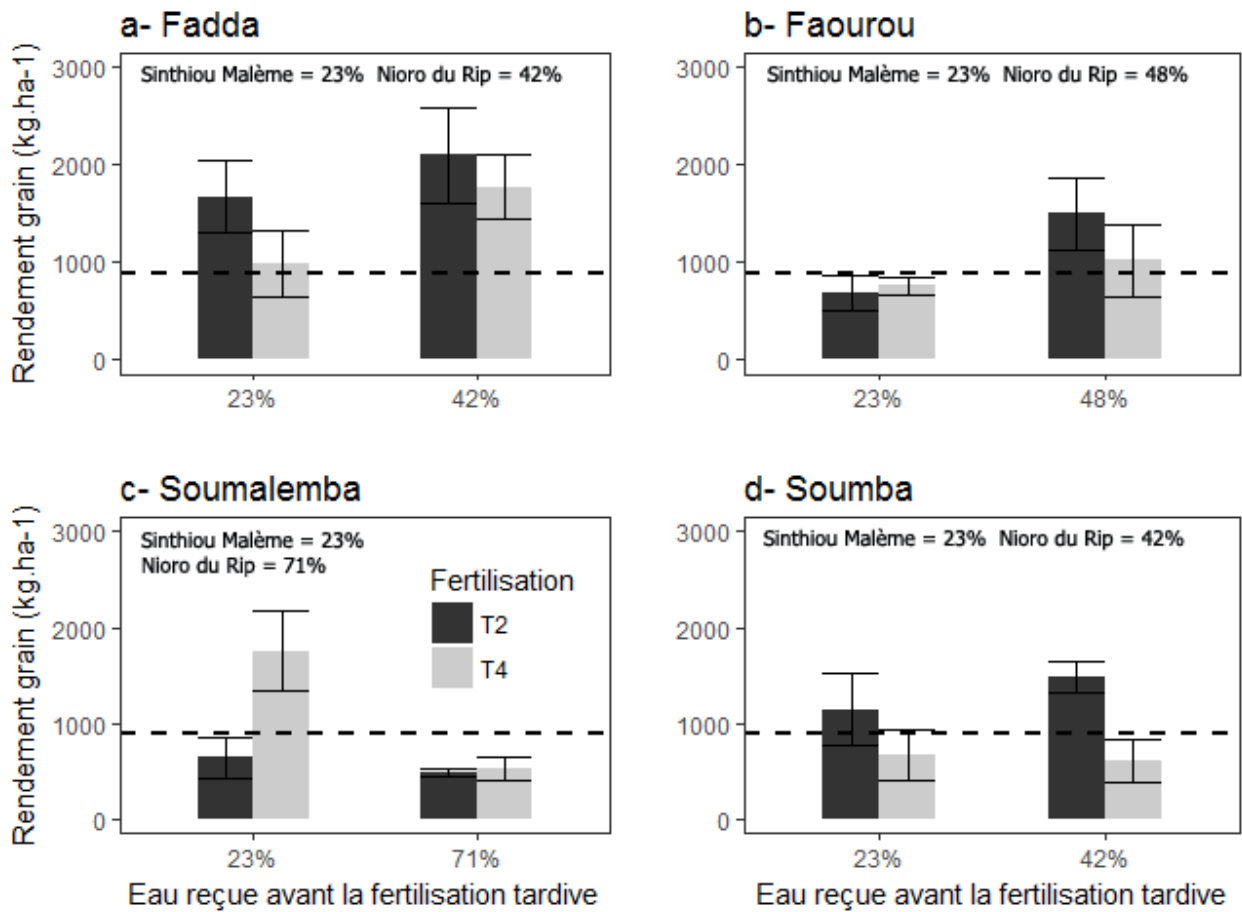 a- Fadda
Rendement grain (kg.ha-1)
Sinthiou Malème = 23% Nioro du Rip = 42%
3000
2000
1000
0
23% 42%
b- Faourou
Sinthiou Malème = 23% Nioro du Rip = 48%
3000
2000
1000
0
23% 48%
c- Soumalemba
Rendement grain (kg.ha-1)
Sinthiou Malème = 23%
Nioro du Rip = 71%
Fertilisation
T2
T4
3000
2000
1000
0
23% 71%
Eau reçue avant la fertilisation tardive
d- Soumba
Sinthiou Malème = 23% Nioro du Rip = 42%
3000
2000
1000
0
23% 42%
Eau reçue avant la fertilisation tardive